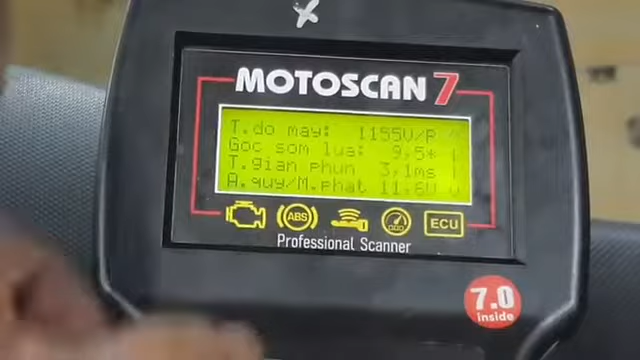 MOTOSCAN 7
T.do may: 1155V/P ^
Goc som lua: 9,5* |
T.gian phun 3,1ms |
A.quy/M.phat 11.6V v
ABS
ECU
Professional Scanner
7.0
inside